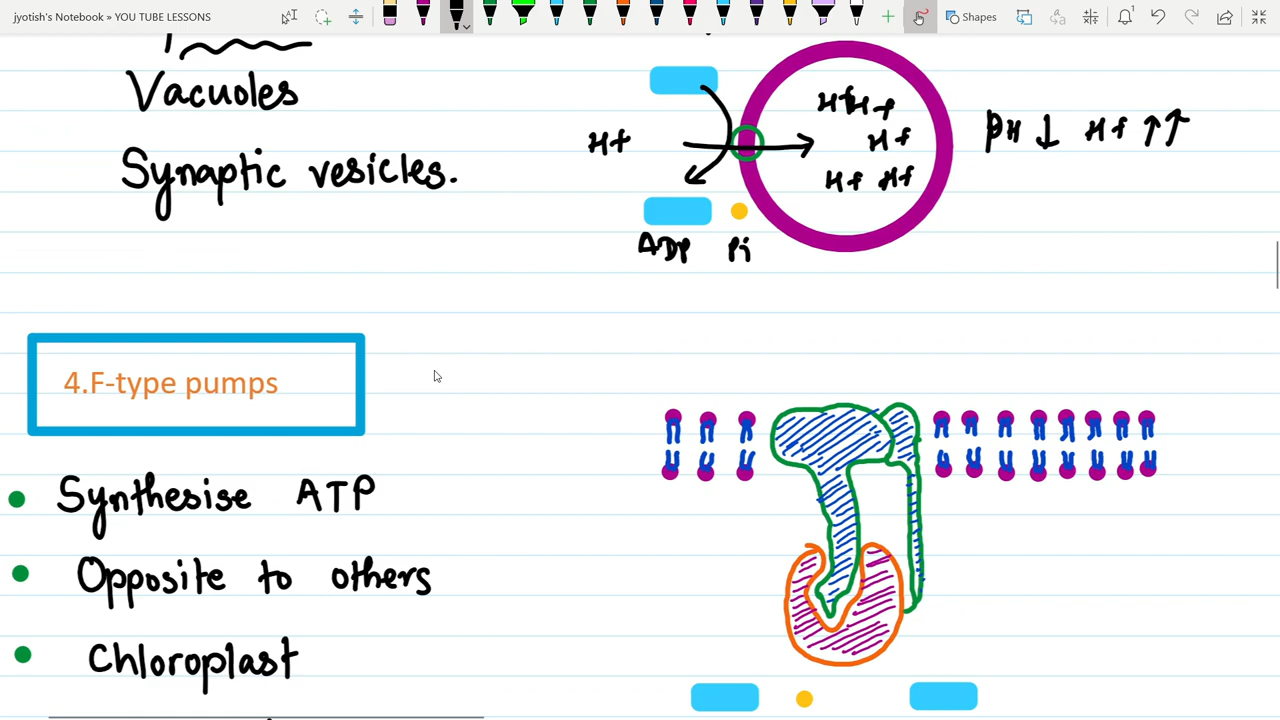 jyotish's Notebook » YOU TUBE LESSONS
Shapes
Vacuoles
Synaptic vesicles.
H+
H+ H+
H+
H+ H+
pH ↓ H+ ↑↑
ADP Pi
4.F-type pumps
Synthesise ATP
Opposite to others
Chloroplast